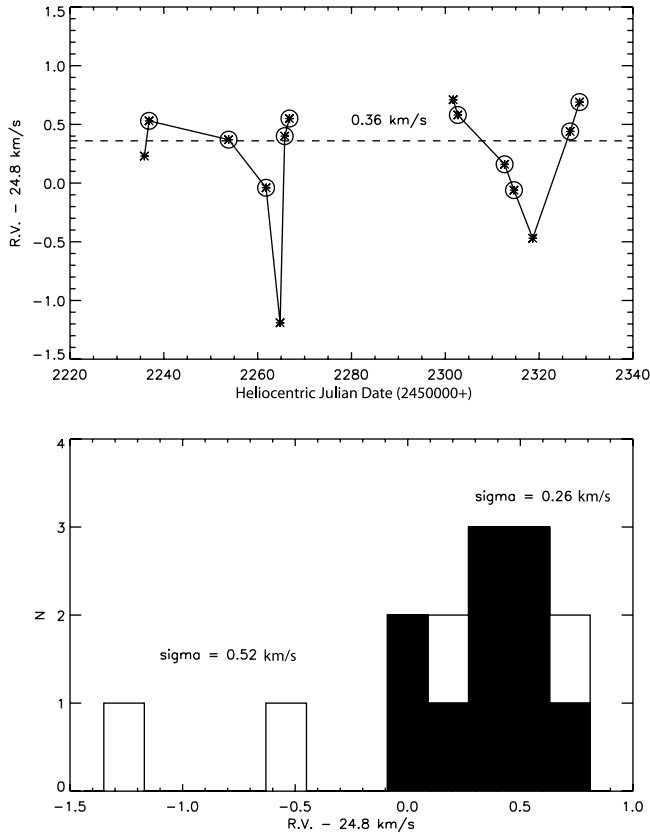 1.5
1.0
0.5
0.0
−0.5
−1.0
−1.5
R.V. − 24.8 km/s
0.36 km/s
2220 2240 2260 2280 2300 2320 2340
Heliocentric Julian Date (2450000+)
4
3
2
1
0
N
sigma = 0.26 km/s
sigma = 0.52 km/s
−1.5 −1.0 −0.5 0.0 0.5 1.0
R.V. − 24.8 km/s